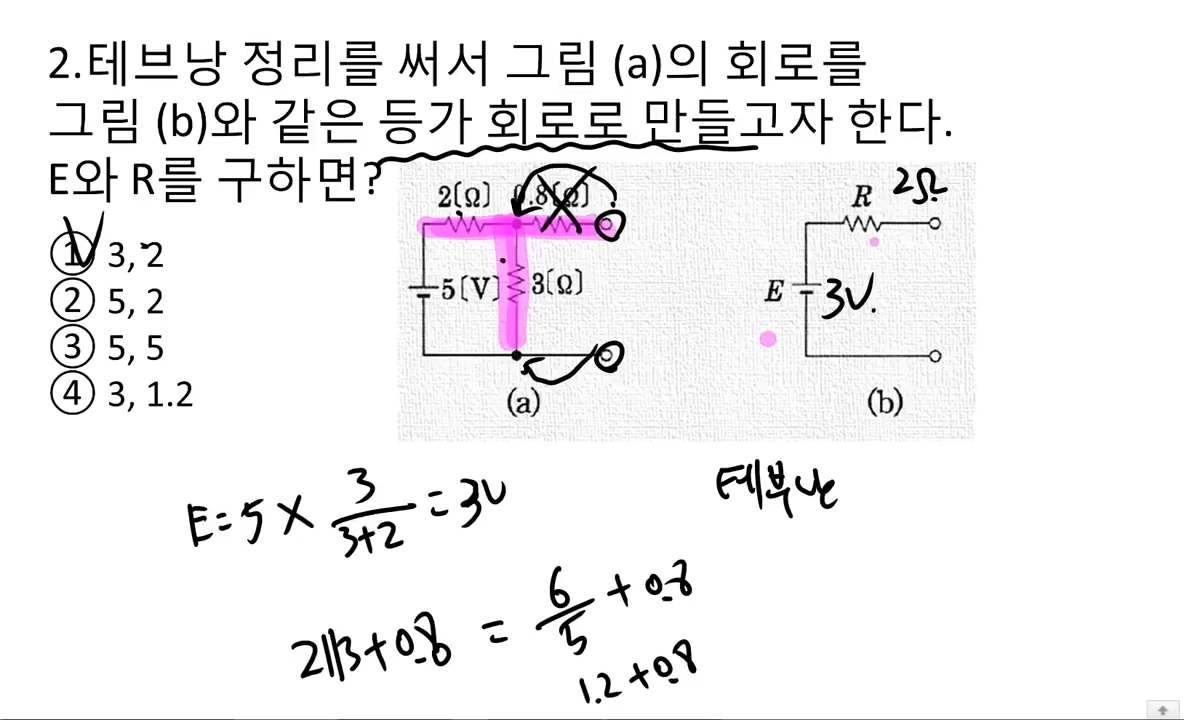 2.테브낭 정리를 써서 그림 (a)의 회로를
그림 (b)와 같은 등가 회로로 만들고자 한다.
E와 R를 구하면?
① 3, 2
② 5, 2
③ 5, 5
④ 3, 1.2
2[Ω] 0.8[Ω]
5[V] 3[Ω]
(a)
R 2Ω
E 3V.
(b)
E=5 × 3/(3+2) = 3V
테부낭
2||3+0.8 = 6/5 + 0.8
1.2+0.8